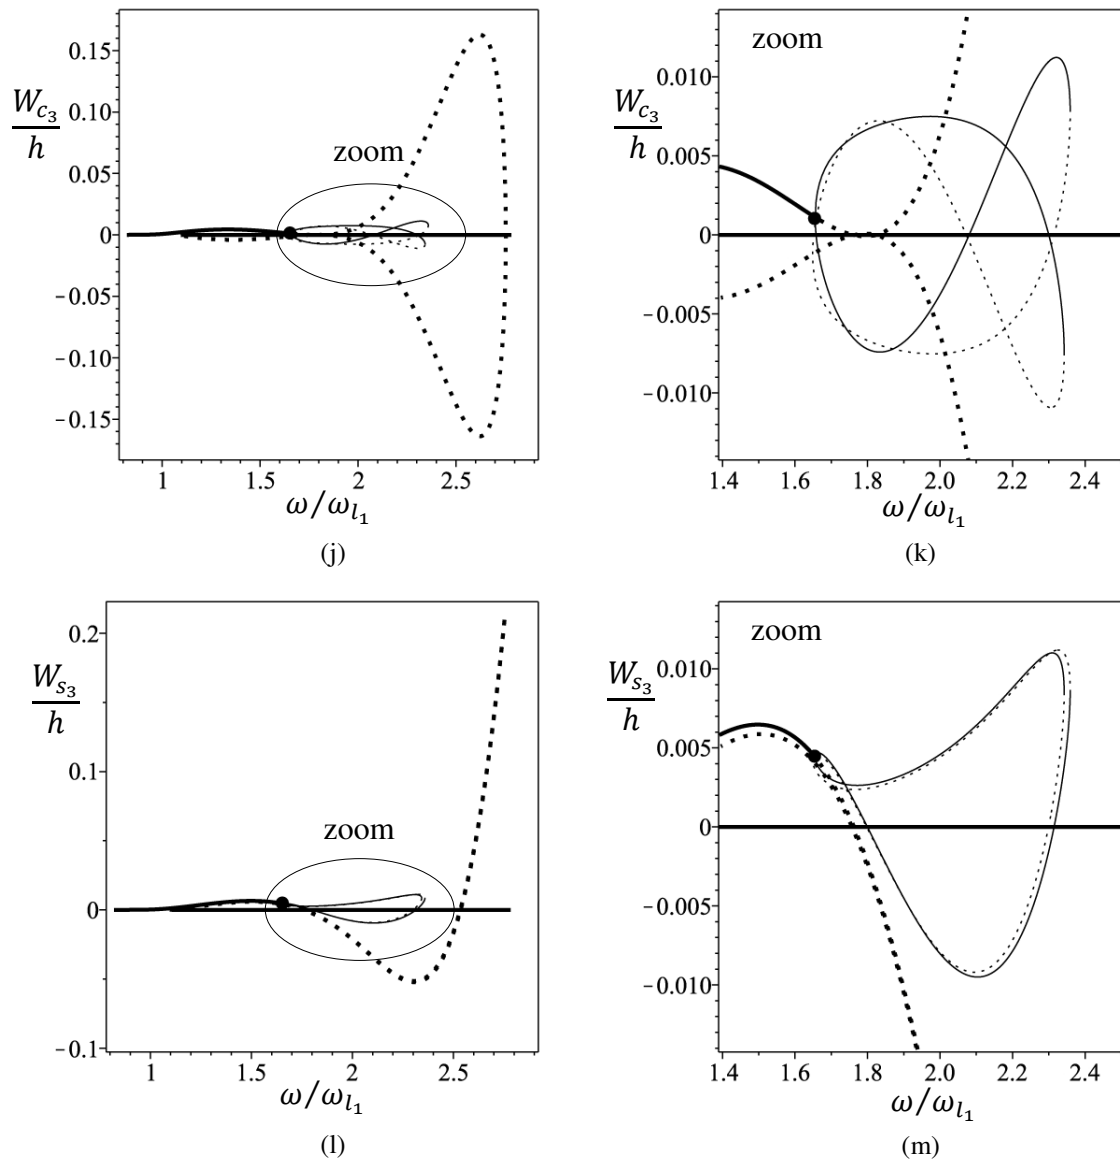 0.15
0.10
0.05
0
−0.05
−0.10
−0.15
W_{c_3}/h
zoom
1
1.5
2
2.5
ω/ω_{l_1}
(j)
zoom
0.010
0.005
0
−0.005
−0.010
W_{c_3}/h
1.4
1.6
1.8
2.0
2.2
2.4
ω/ω_{l_1}
(k)
0.2
0.1
0
−0.1
W_{s_3}/h
zoom
1
1.5
2
2.5
ω/ω_{l_1}
(l)
zoom
0.010
0.005
0
−0.005
−0.010
W_{s_3}/h
1.4
1.6
1.8
2.0
2.2
2.4
ω/ω_{l_1}
(m)